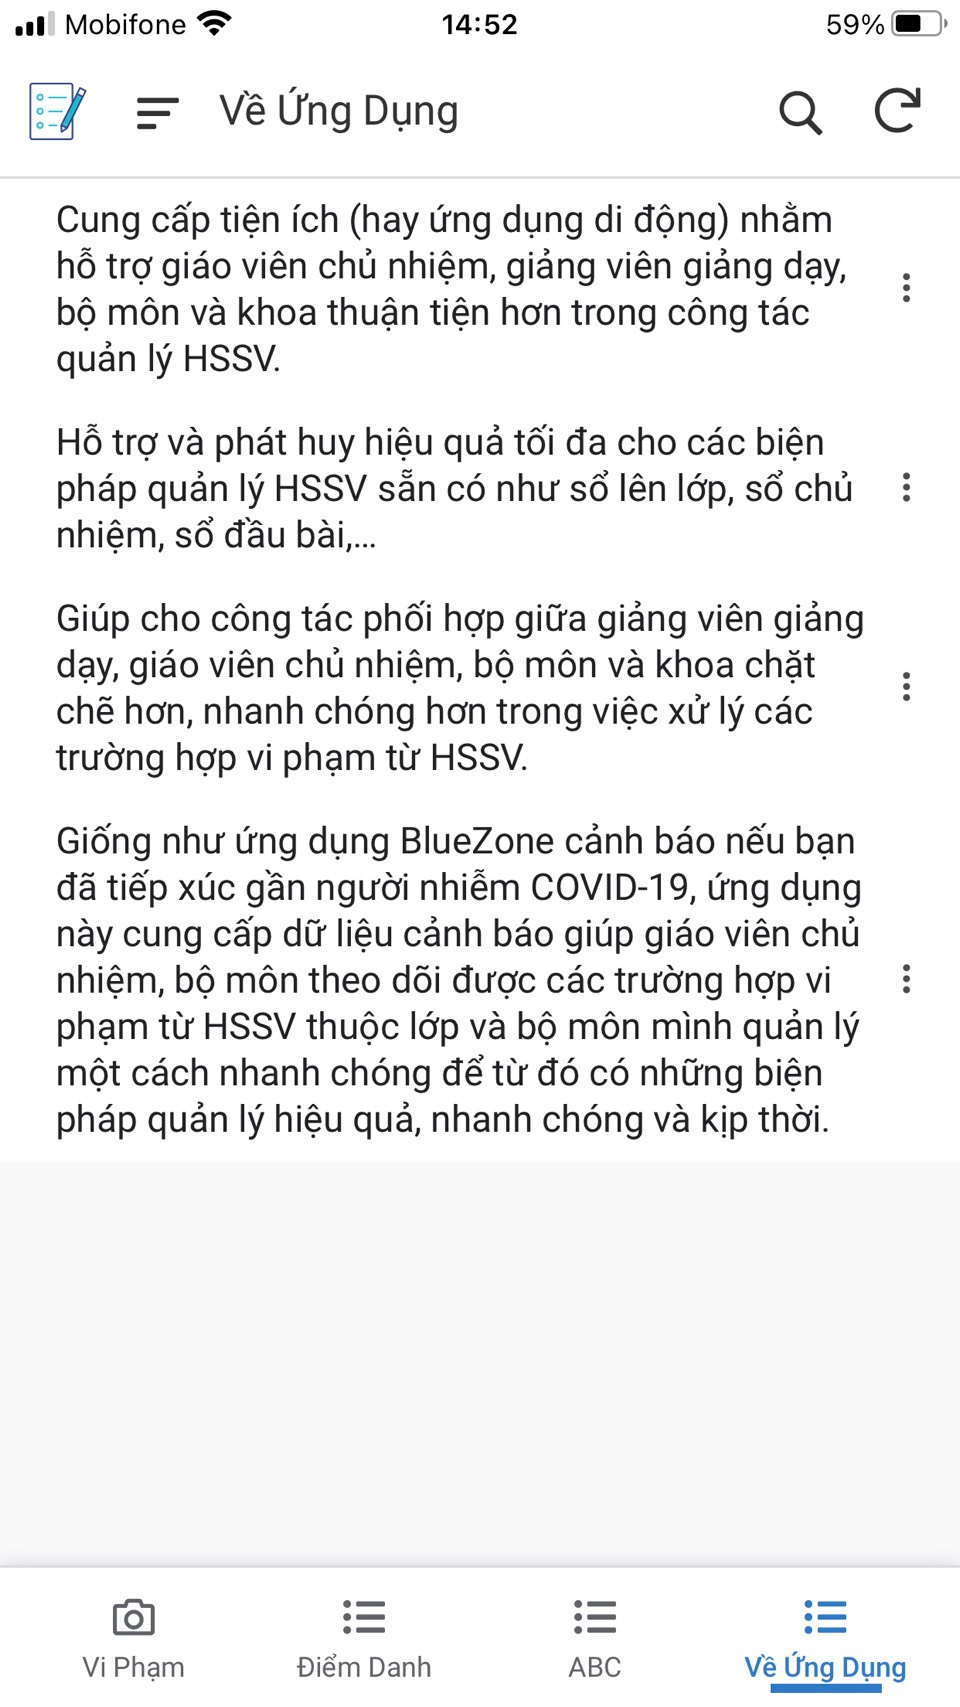 Mobifone 14:52 59%
Về Ứng Dụng
Cung cấp tiện ích (hay ứng dụng di động) nhằm
hỗ trợ giáo viên chủ nhiệm, giảng viên giảng dạy,
bộ môn và khoa thuận tiện hơn trong công tác
quản lý HSSV.
Hỗ trợ và phát huy hiệu quả tối đa cho các biện
pháp quản lý HSSV sẵn có như sổ lên lớp, sổ chủ
nhiệm, sổ đầu bài,...
Giúp cho công tác phối hợp giữa giảng viên giảng
dạy, giáo viên chủ nhiệm, bộ môn và khoa chặt
chẽ hơn, nhanh chóng hơn trong việc xử lý các
trường hợp vi phạm từ HSSV.
Giống như ứng dụng BlueZone cảnh báo nếu bạn
đã tiếp xúc gần người nhiễm COVID-19, ứng dụng
này cung cấp dữ liệu cảnh báo giúp giáo viên chủ
nhiệm, bộ môn theo dõi được các trường hợp vi
phạm từ HSSV thuộc lớp và bộ môn mình quản lý
một cách nhanh chóng để từ đó có những biện
pháp quản lý hiệu quả, nhanh chóng và kịp thời.
Vi Phạm Điểm Danh ABC Về Ứng Dụng